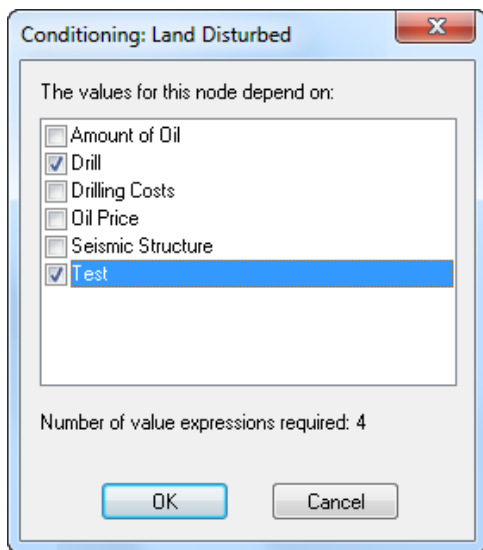 Conditioning: Land Disturbed
The values for this node depend on:
Amount of Oil
Drill
Drilling Costs
Oil Price
Seismic Structure
Test
Number of value expressions required: 4
OK
Cancel